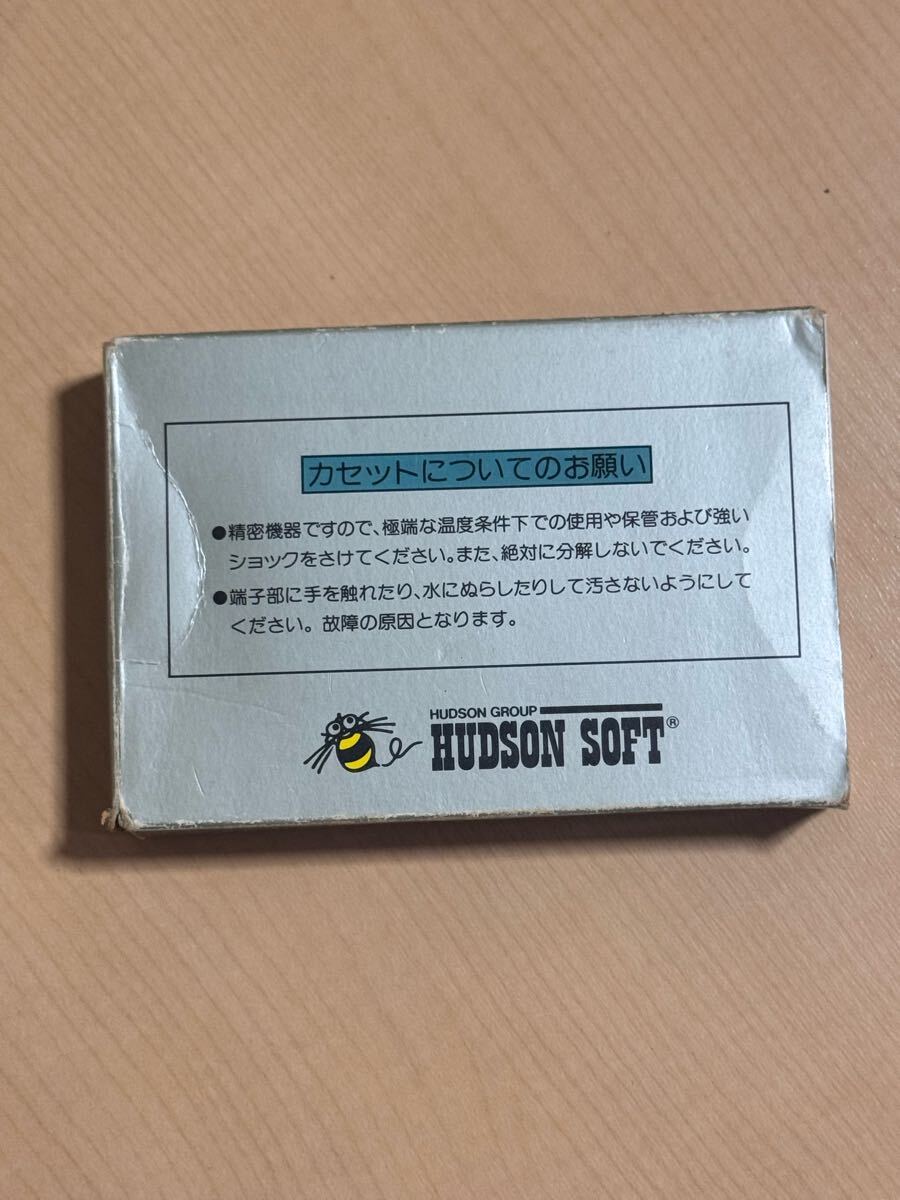 カセットについてのお願い
●精密機器ですので、極端な温度条件下での使用や保管および強い
ショックをさけてください。また、絶対に分解しないでください。
●端子部に手を触れたり、水にぬらしたりして汚さないようにして
ください。故障の原因となります。
HUDSON GROUP
HUDSON SOFT®